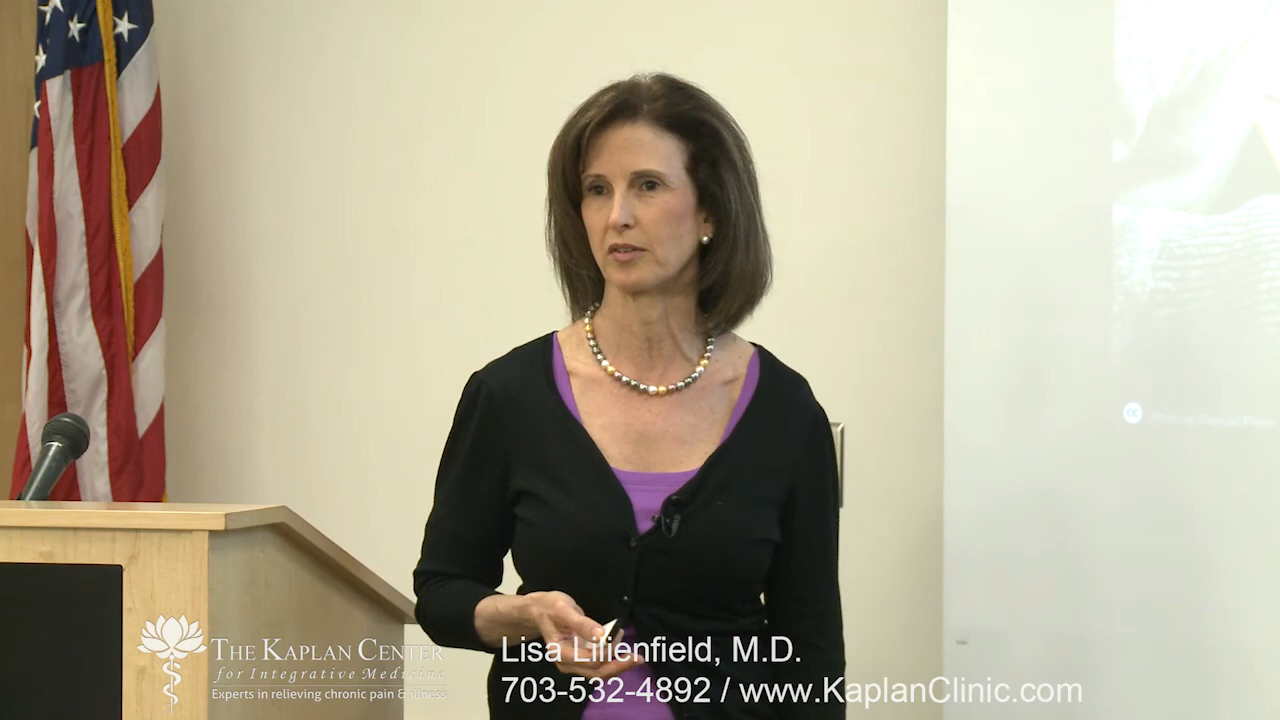 THE KAPLAN CENTER
for Integrative Medicine
Experts in relieving chronic pain & illness
Lisa Lilienfield, M.D.
703-532-4892 / www.KaplanClinic.com
cc